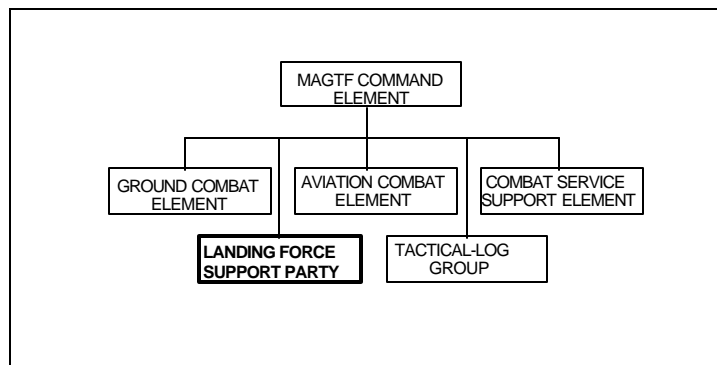 MAGTF COMMAND
ELEMENT
GROUND COMBAT
ELEMENT
AVIATION COMBAT
ELEMENT
COMBAT SERVICE
SUPPORT ELEMENT
LANDING FORCE
SUPPORT PARTY
TACTICAL-LOG
GROUP